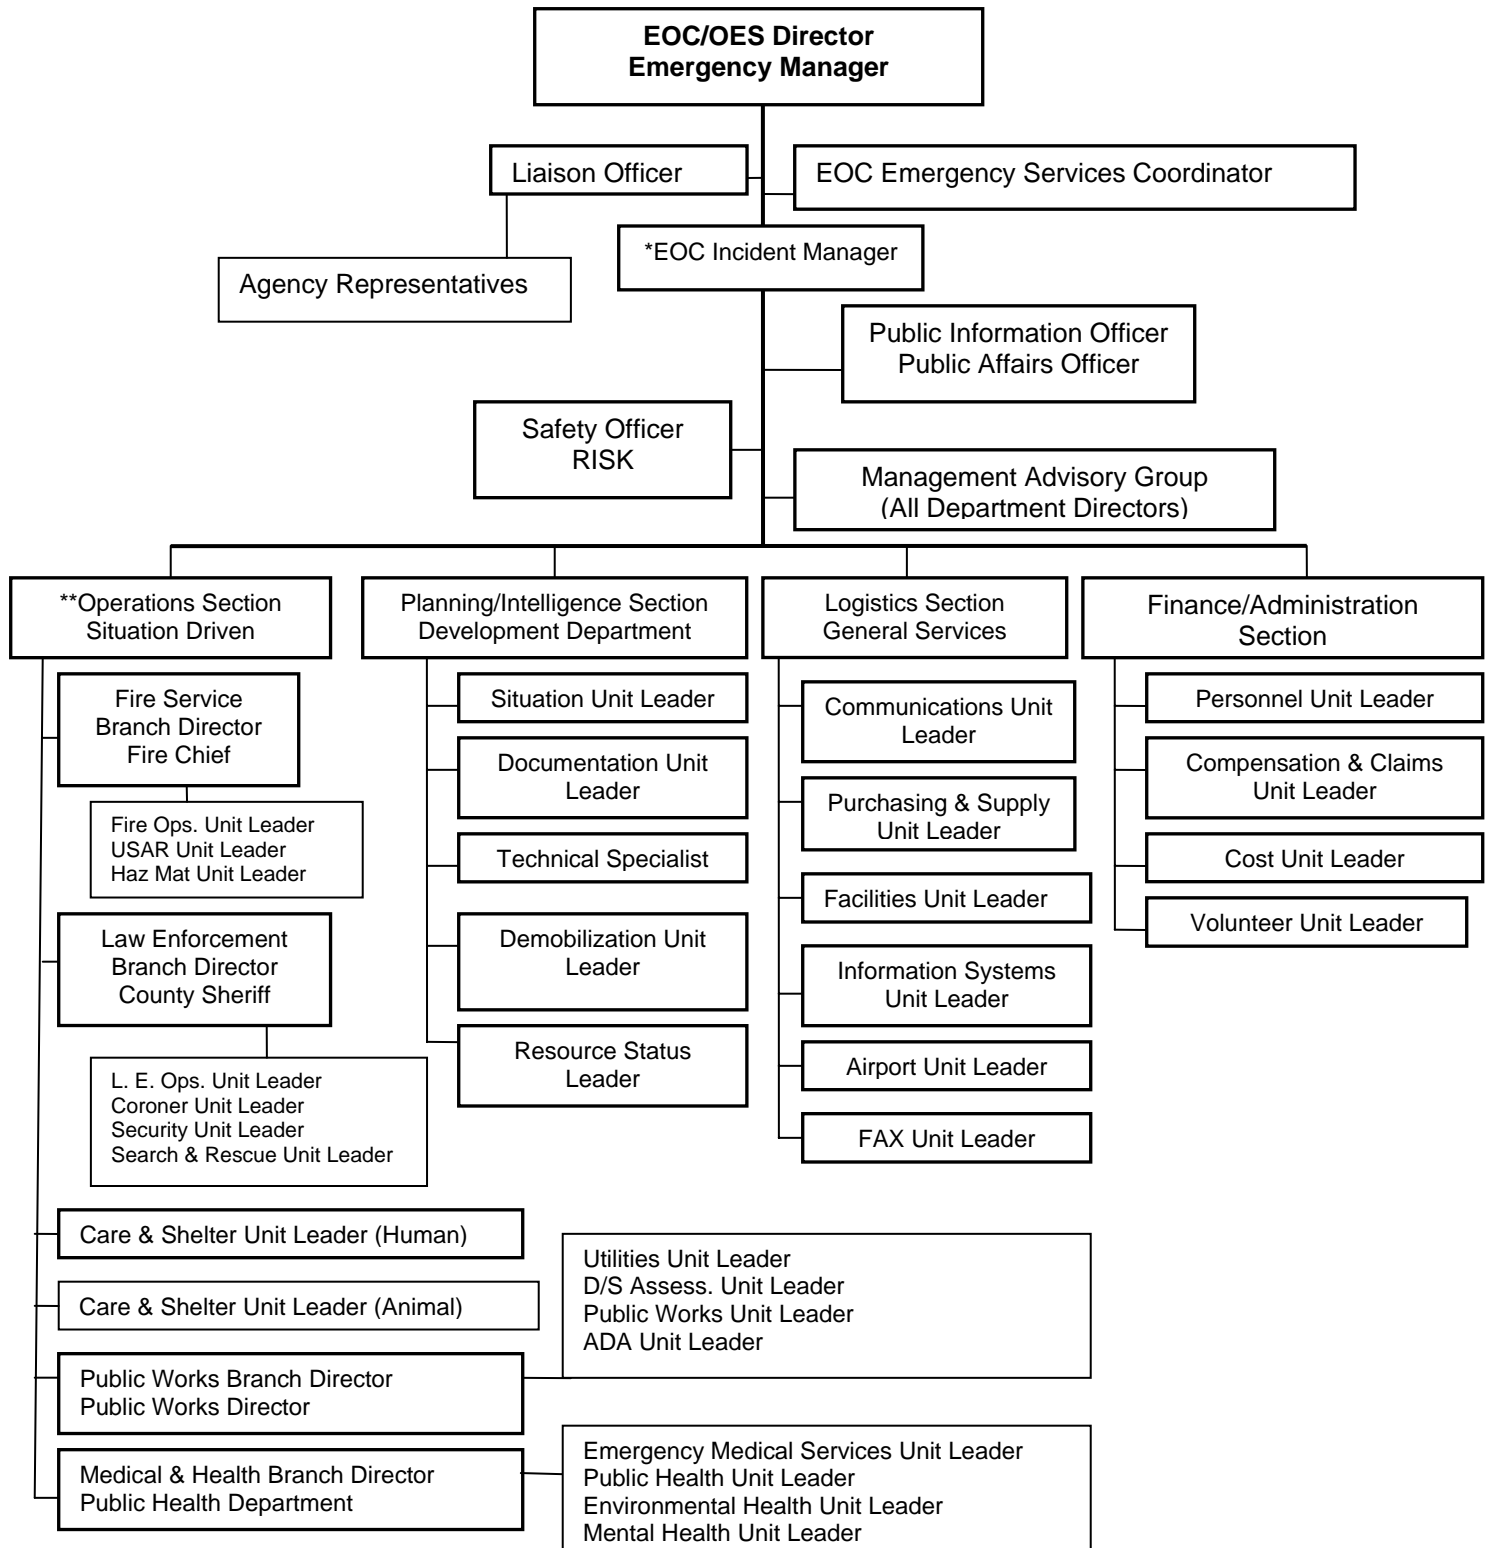 EOC/OES Director
Emergency Manager
Liaison Officer
EOC Emergency Services Coordinator
*EOC Incident Manager
Agency Representatives
Public Information Officer
Public Affairs Officer
Safety Officer
RISK
Management Advisory Group
(All Department Directors)
**Operations Section
Situation Driven
Planning/Intelligence Section
Development Department
Logistics Section
General Services
Finance/Administration
Section
Fire Service
Branch Director
Fire Chief
Fire Ops. Unit Leader
USAR Unit Leader
Haz Mat Unit Leader
Law Enforcement
Branch Director
County Sheriff
L. E. Ops. Unit Leader
Coroner Unit Leader
Security Unit Leader
Search & Rescue Unit Leader
Care & Shelter Unit Leader (Human)
Care & Shelter Unit Leader (Animal)
Public Works Branch Director
Public Works Director
Utilities Unit Leader
D/S Assess. Unit Leader
Public Works Unit Leader
ADA Unit Leader
Medical & Health Branch Director
Public Health Department
Emergency Medical Services Unit Leader
Public Health Unit Leader
Environmental Health Unit Leader
Mental Health Unit Leader
Situation Unit Leader
Documentation Unit
Leader
Technical Specialist
Demobilization Unit
Leader
Resource Status
Leader
Communications Unit
Leader
Purchasing & Supply
Unit Leader
Facilities Unit Leader
Information Systems
Unit Leader
Airport Unit Leader
FAX Unit Leader
Personnel Unit Leader
Compensation & Claims
Unit Leader
Cost Unit Leader
Volunteer Unit Leader